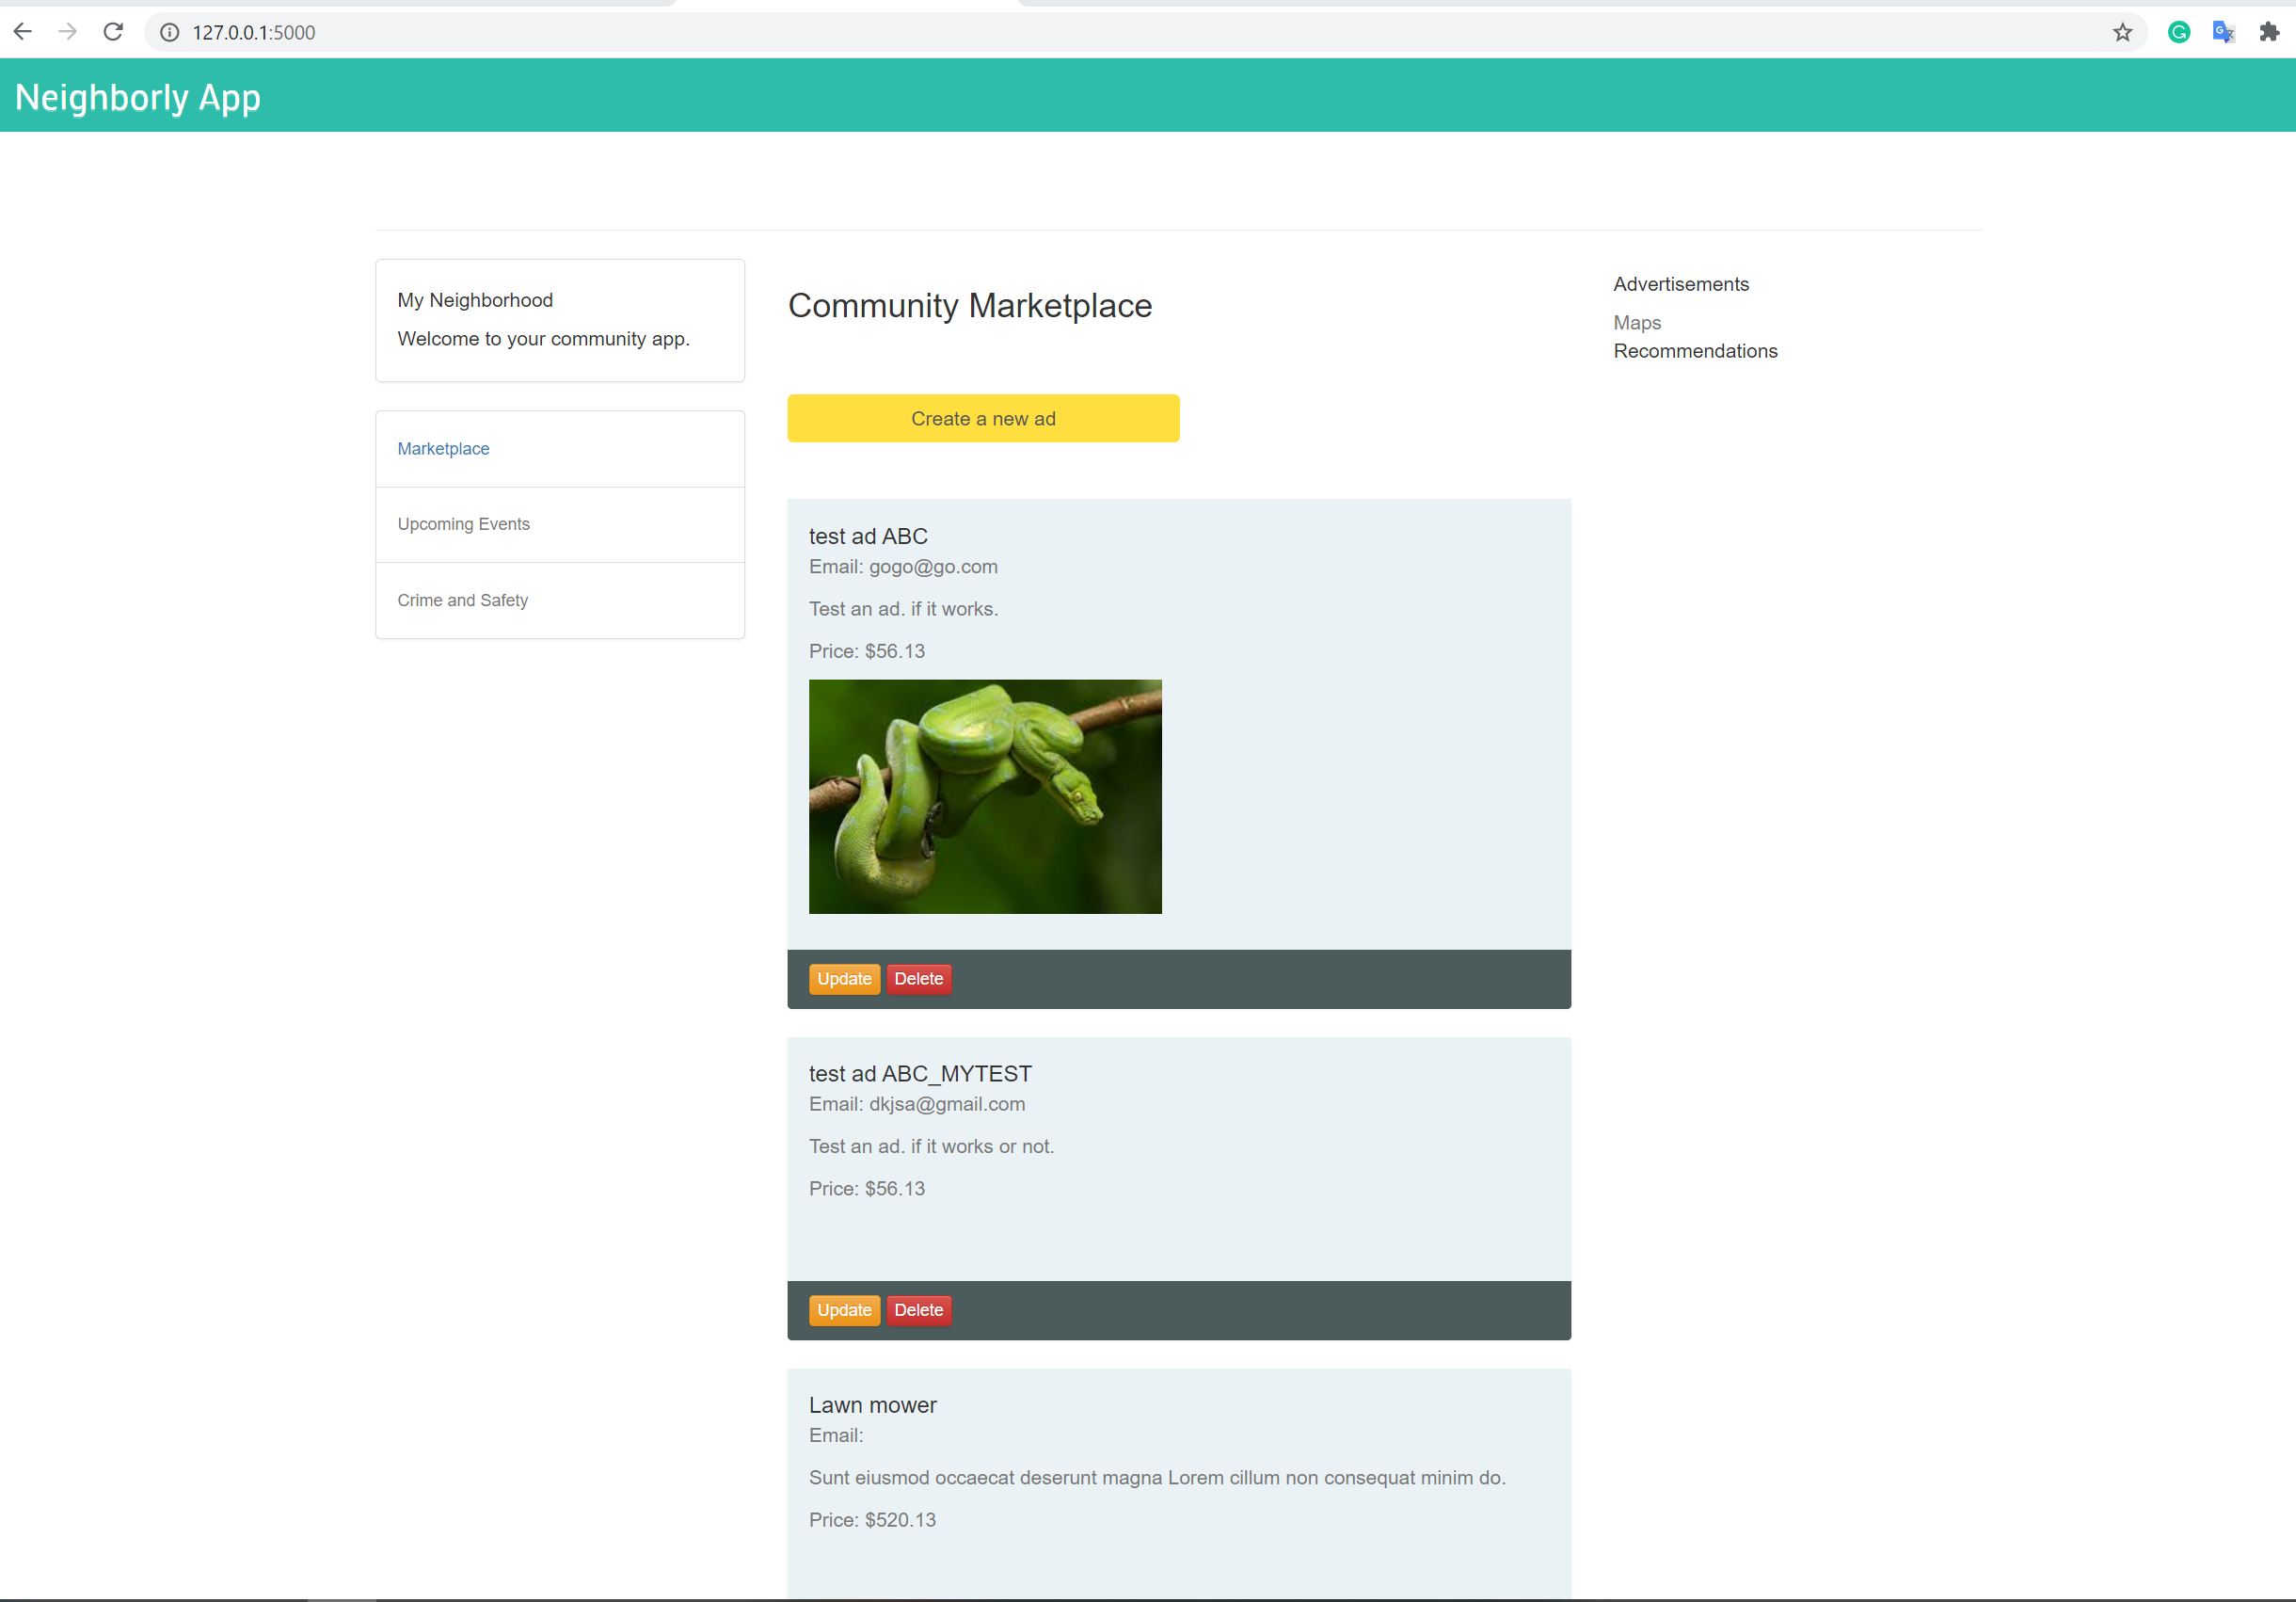 127.0.0.1:5000
Neighborly App
My Neighborhood
Welcome to your community app.
Marketplace
Upcoming Events
Crime and Safety
Community Marketplace
Create a new ad
test ad ABC
Email: gogo@go.com
Test an ad. if it works.
Price: $56.13
Update Delete
test ad ABC_MYTEST
Email: dkjsa@gmail.com
Test an ad. if it works or not.
Price: $56.13
Update Delete
Lawn mower
Email:
Sunt eiusmod occaecat deserunt magna Lorem cillum non consequat minim do.
Price: $520.13
Advertisements
Maps
Recommendations